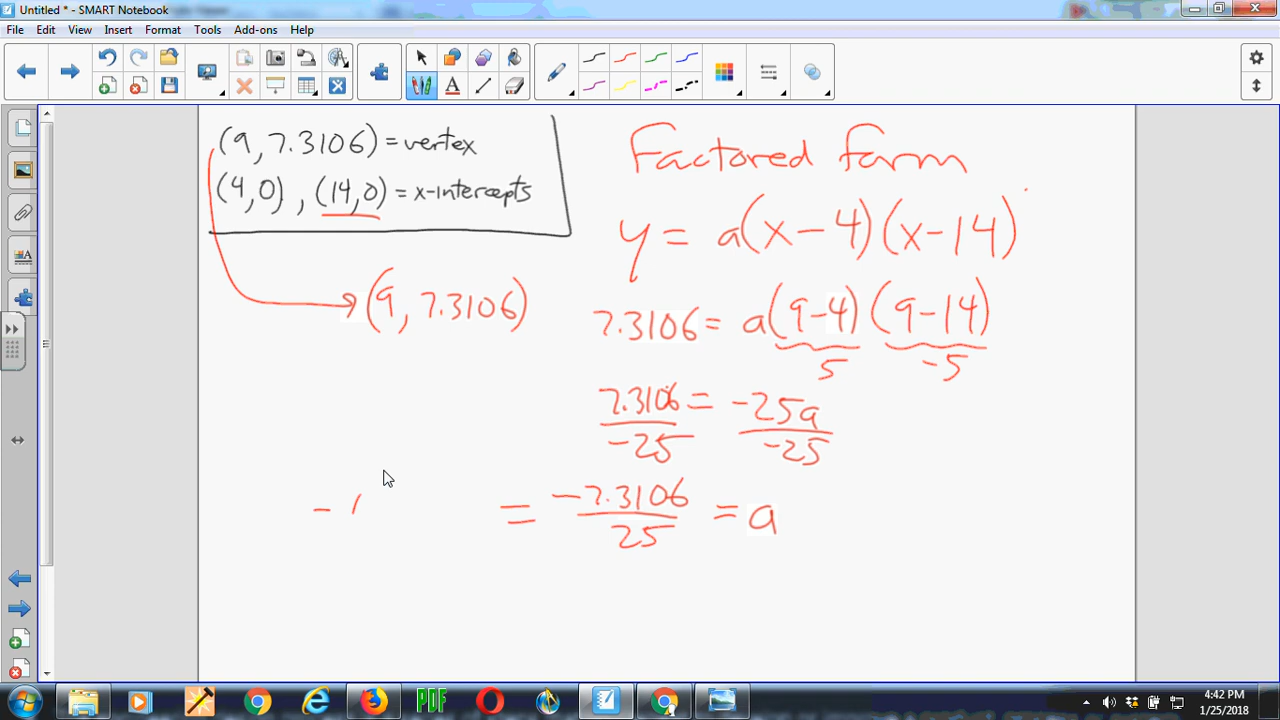 Untitled * - SMART Notebook
File Edit View Insert Format Tools Add-ons Help
(9, 7.3106) = vertex
(4,0) , (14,0) = x-intercepts
(9, 7.3106)
Factored form
y = a(x-4)(x-14)
7.3106 = a(9-4)(9-14)
5 -5
7.3106 = -25a
-25 -25
- = -7.3106 = a
25
PDF
4:42 PM
1/25/2018